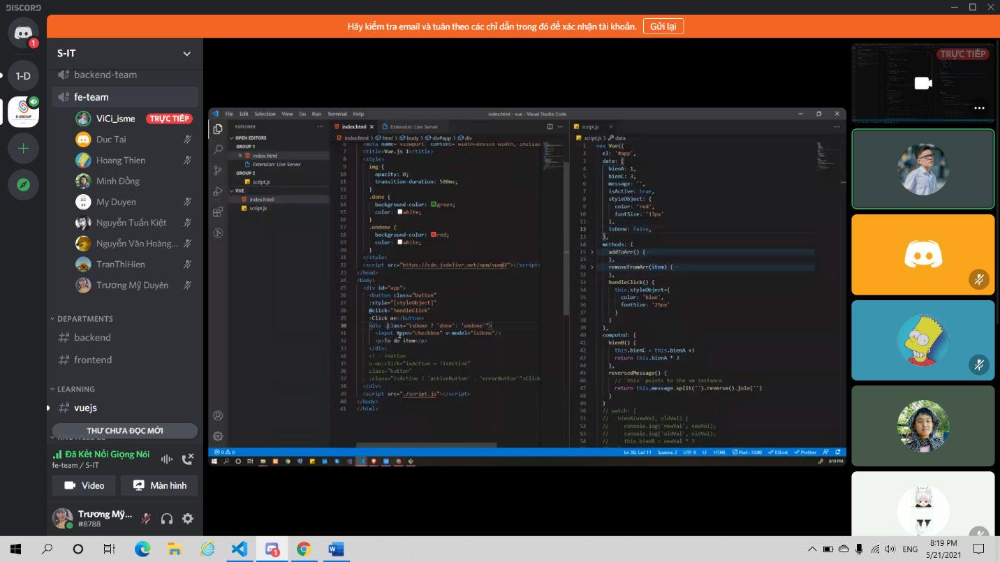 DISCORD
Hãy kiểm tra email và tuân theo các chỉ dẫn trong đó để xác nhận tài khoản. Gửi lại
1
1-D
S-GROUP
S-IT
backend-team
fe-team
ViCi_isme TRỰC TIẾP
Duc Tai
Hoang Thien
Minh Đồng
My Duyen
Nguyễn Tuấn Kiệt
Nguyễn Văn Hoàng...
TranThiHien
Trương Mỹ Duyên
DEPARTMENTS
backend
frontend
LEARNING
vuejs
THƯ CHƯA ĐỌC MỚI
Đã Kết Nối Giọng Nói
fe-team / S-IT
Video Màn hình
Trương Mỹ...
#8788
File Edit Selection View Go Run Terminal Help index.html - vue - Visual Studio Code
EXPLORER
OPEN EDITORS
GROUP 1
index.html
Extension: Live Server
GROUP 2
script.js
VUE
index.html
script.js
index.html Extension: Live Server
index.html > html > body > div#app > div
6 <meta name="viewport" content="width=device-width, initial
7 <title>Vue.js 1</title>
8 <style>
9 img {
10 opacity: 0;
11 transition-duration: 500ms;
12 }
13 .done {
14 background-color: green;
15 color: white;
16 }
17 .undone {
18 background-color: red;
19 color: white;
20 }
21 </style>
22 <script src="https://cdn.jsdelivr.net/npm/vue@2"></script>
23 </head>
24 <body>
25 <div id="app">
26 <button class="button"
27 :style="[styleObject]"
28 @click="handleClick"
29 >Click me</button>
30 <div :class="isDone ? 'done': 'undone'">
31 <input type="checkbox" v-model="isDone"/>
32 <p>To do item</p>
33 </div>
34 <!-- <button
35 v-on:click="isActive = !isActive"
36 class="button"
37 :class="isActive ? 'activeButton' : 'errorButton'">Click
38 </div>
39 <script src="./script.js"></script>
40 </body>
41 </html>
script.js
script.js > data
1 new Vue({
2 el: '#app',
3 data: {
4 bienA: 1,
5 bienC: 3,
6 message: '',
7 isActive: true,
8 styleObject: {
9 color: 'red',
10 fontSize: '13px'
11 },
12 isDone: false,
13 },
14 methods: {
15 addToArr() {
22 },
26 removeFromArr(item) {
32 },
33 handleClick() {
34 this.styleObject={
35 color: 'blue',
36 fontSize: '25px'
37 }
38 }
39 },
40 computed: {
41 bienB() {
42 this.bienC = this.bienA +3
43 return this.bienA * 3
44 },
45 reversedMessage() {
46 // `this` points to the vm instance
47 return this.message.split('').reverse().join('')
48 }
49 }
50 // watch: {
51 // bienA(newVal, oldVal) {
52 // console.log('newVal', newVal);
53 // console.log('oldVal', oldVal);
54 // this.bienB = newVal * 3
0 0 Ln 30, Col 11 Spaces: 2 UTF-8 LF HTML Port : 5500 ESLint Prettier
8:19 PM
TRỰC TIẾP
1
ENG
8:19 PM
5/21/2021